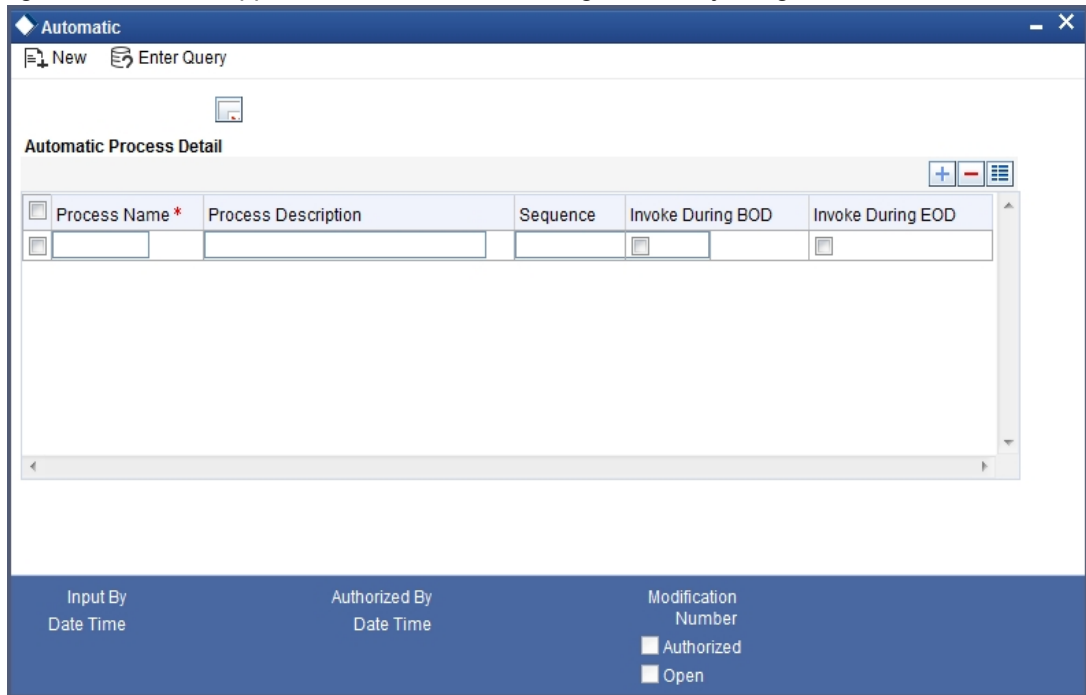 Automatic
New Enter Query
Automatic Process Detail
Process Name * Process Description Sequence Invoke During BOD Invoke During EOD
Input By Authorized By Modification
Number
Date Time Date Time
Authorized
Open